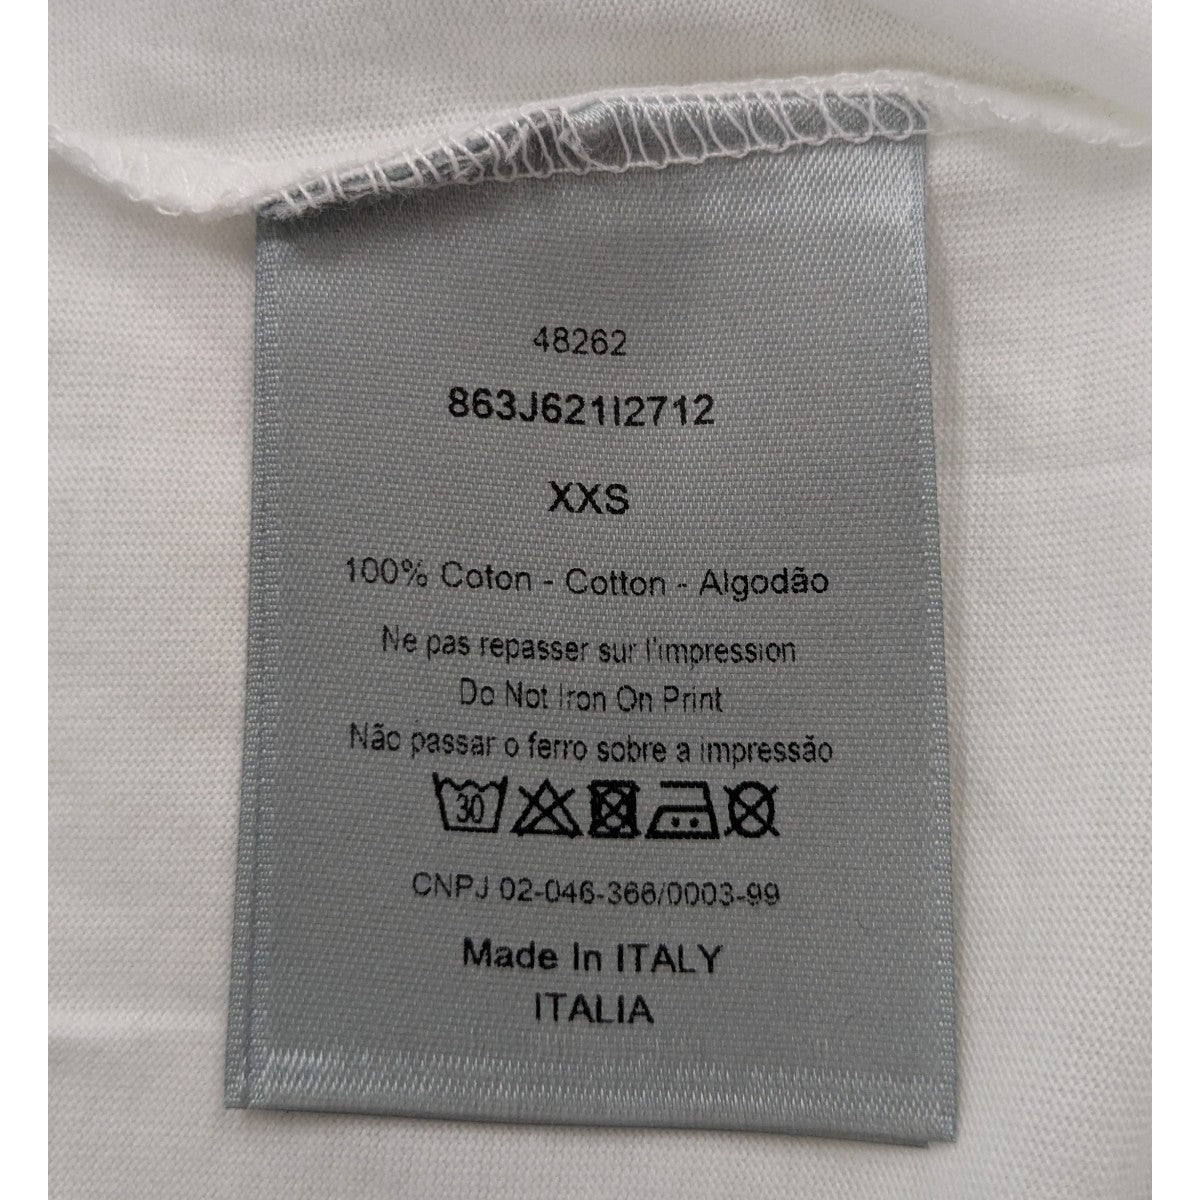 48262
863J621I2712
XXS
100% Coton - Cotton - Algodão
Ne pas repasser sur l'impression
Do Not Iron On Print
Não passar o ferro sobre a impressão
30
CNPJ 02-046-366/0003-99
Made In ITALY
ITALIA